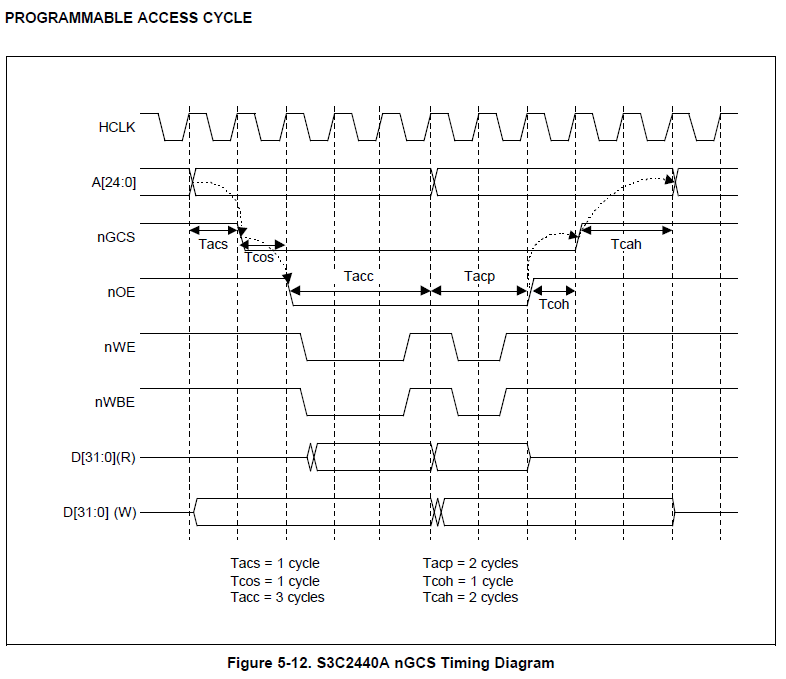 PROGRAMMABLE ACCESS CYCLE
HCLK
A[24:0]
nGCS
Tacs
Tcos
Tcah
nOE
Tacc
Tacp
Tcoh
nWE
nWBE
D[31:0](R)
D[31:0] (W)
Tacs = 1 cycle Tacp = 2 cycles
Tcos = 1 cycle Tcoh = 1 cycle
Tacc = 3 cycles Tcah = 2 cycles
Figure 5-12. S3C2440A nGCS Timing Diagram